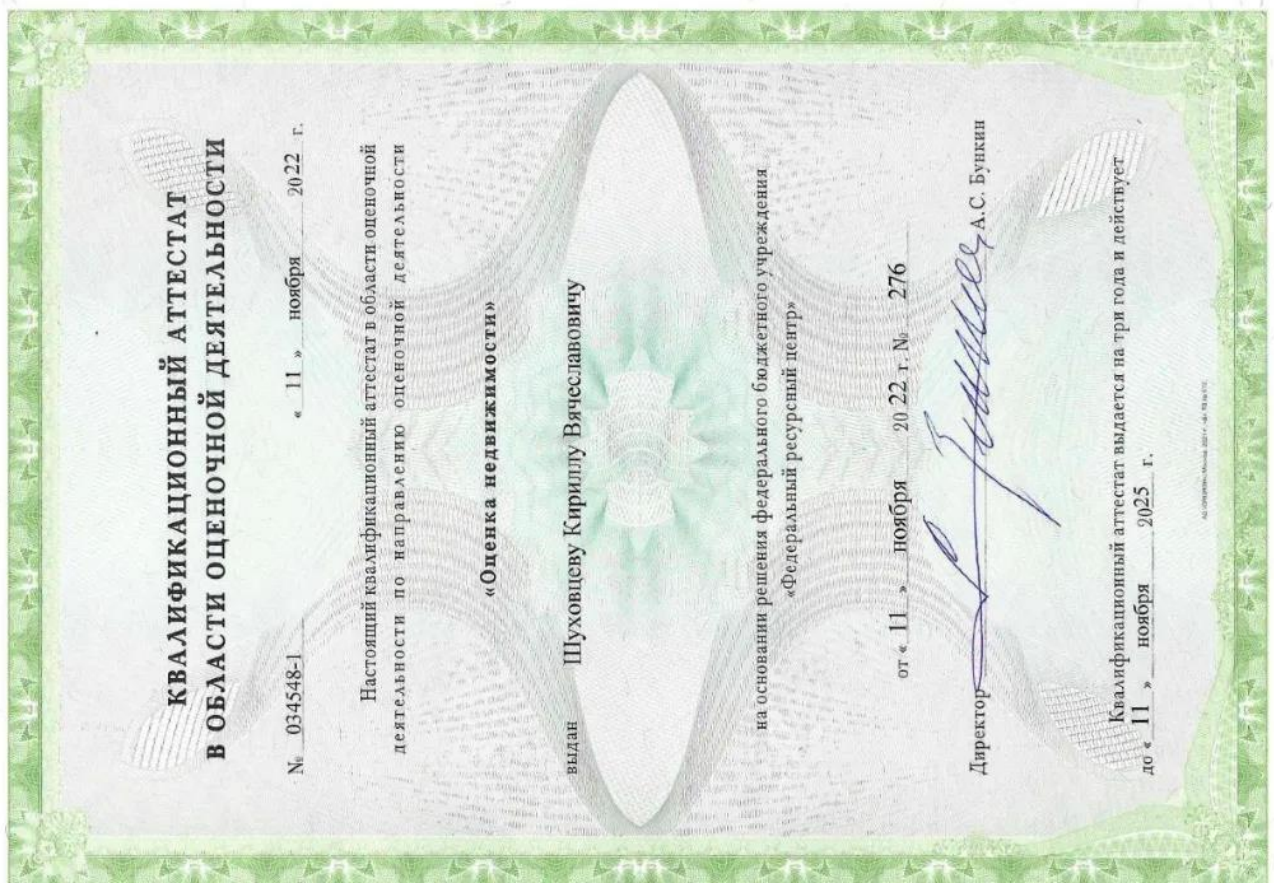 КВАЛИФИКАЦИОННЫЙ АТТЕСТАТ
В ОБЛАСТИ ОЦЕНОЧНОЙ ДЕЯТЕЛЬНОСТИ
№ 034548-1 « 11 » ноября 2022 г.
Настоящий квалификационный аттестат в области оценочной
деятельности по направлению оценочной деятельности
«Оценка недвижимости»
выдан Шуховцеву Кириллу Вячеславовичу
на основании решения федерального бюджетного учреждения
«Федеральный ресурсный центр»
от « 11 » ноября 20 22 г. № 276
Директор А.С. Бункин
Квалификационный аттестат выдается на три года и действует
до « 11 » ноября 2025 г.